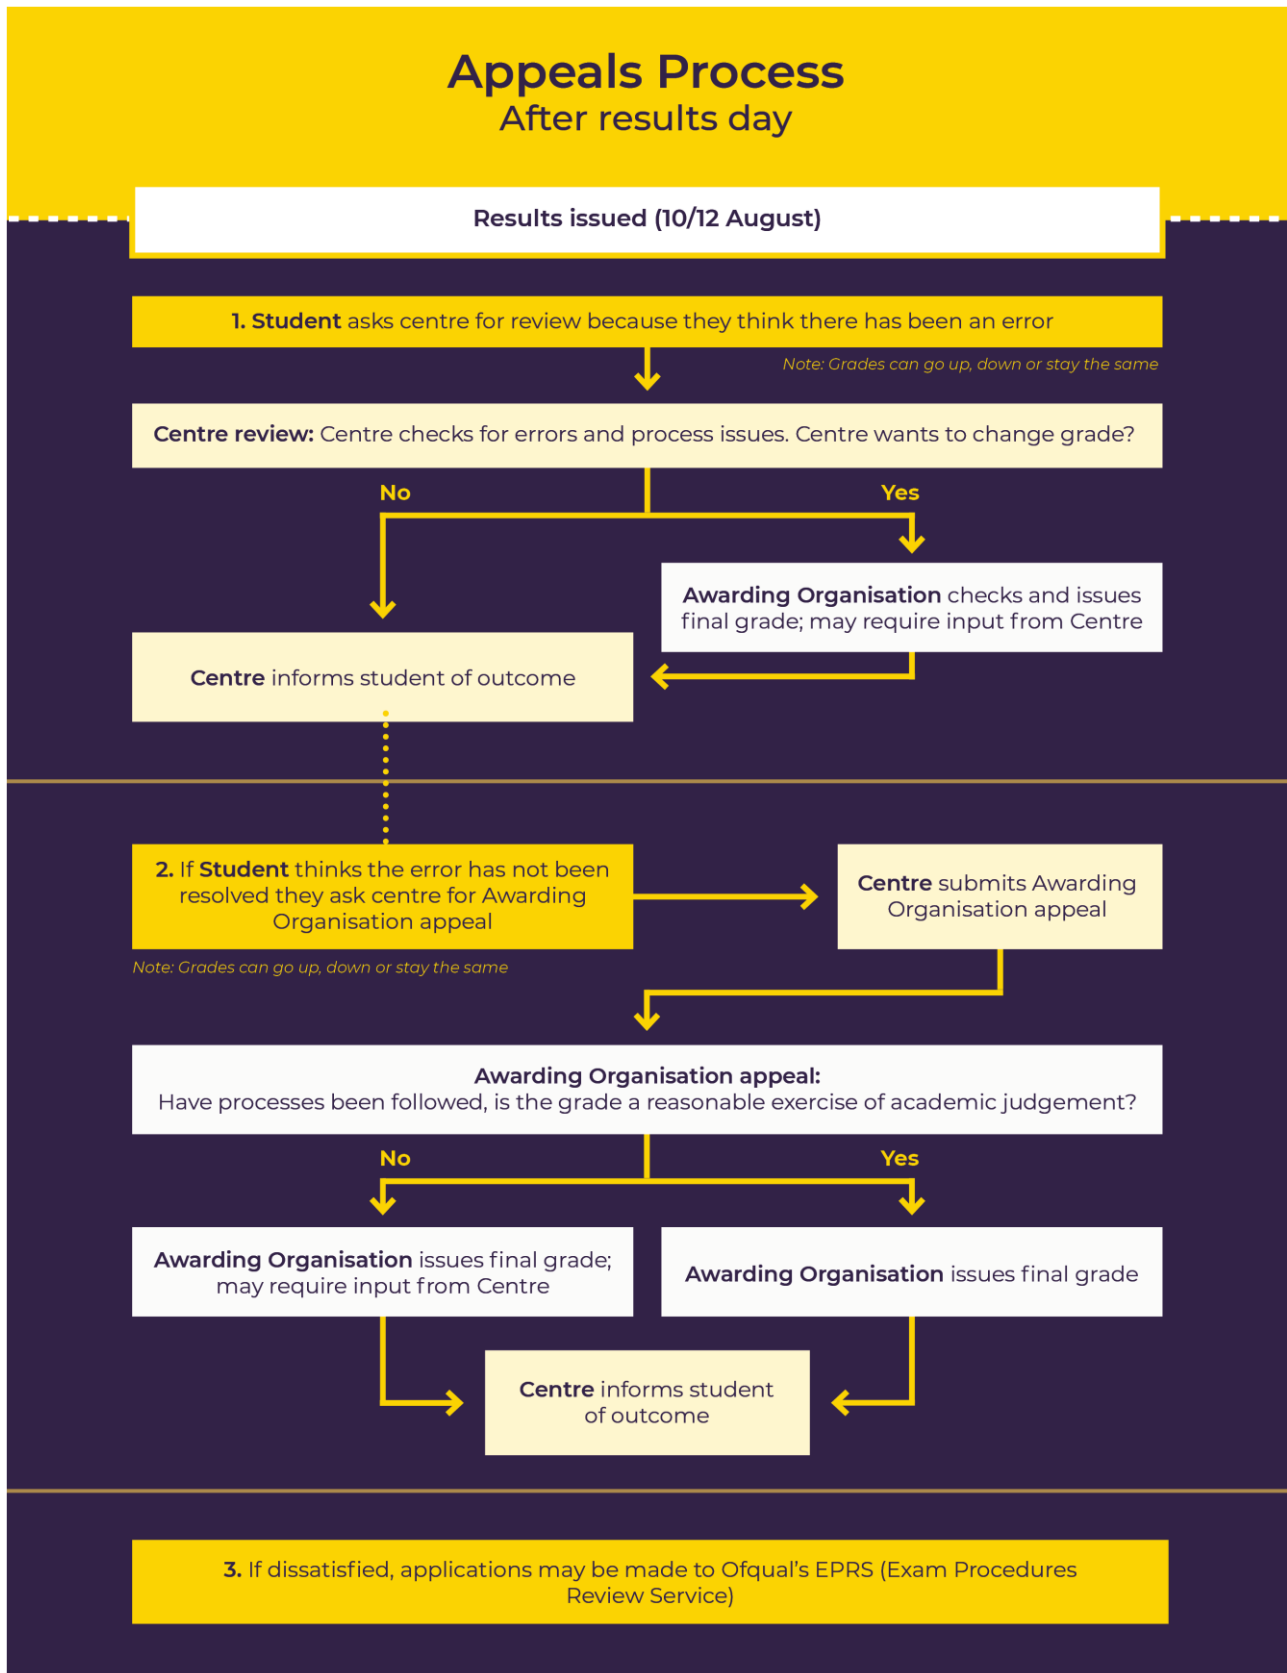 Appeals Process
After results day
Results issued (10/12 August)
1. Student asks centre for review because they think there has been an error
Note: Grades can go up, down or stay the same
Centre review: Centre checks for errors and process issues. Centre wants to change grade?
No
Yes
Awarding Organisation checks and issues
final grade; may require input from Centre
Centre informs student of outcome
2. If Student thinks the error has not been
resolved they ask centre for Awarding
Organisation appeal
Centre submits Awarding
Organisation appeal
Note: Grades can go up, down or stay the same
Awarding Organisation appeal:
Have processes been followed, is the grade a reasonable exercise of academic judgement?
No
Yes
Awarding Organisation issues final grade;
may require input from Centre
Awarding Organisation issues final grade
Centre informs student
of outcome
3. If dissatisfied, applications may be made to Ofqual’s EPRS (Exam Procedures
Review Service)